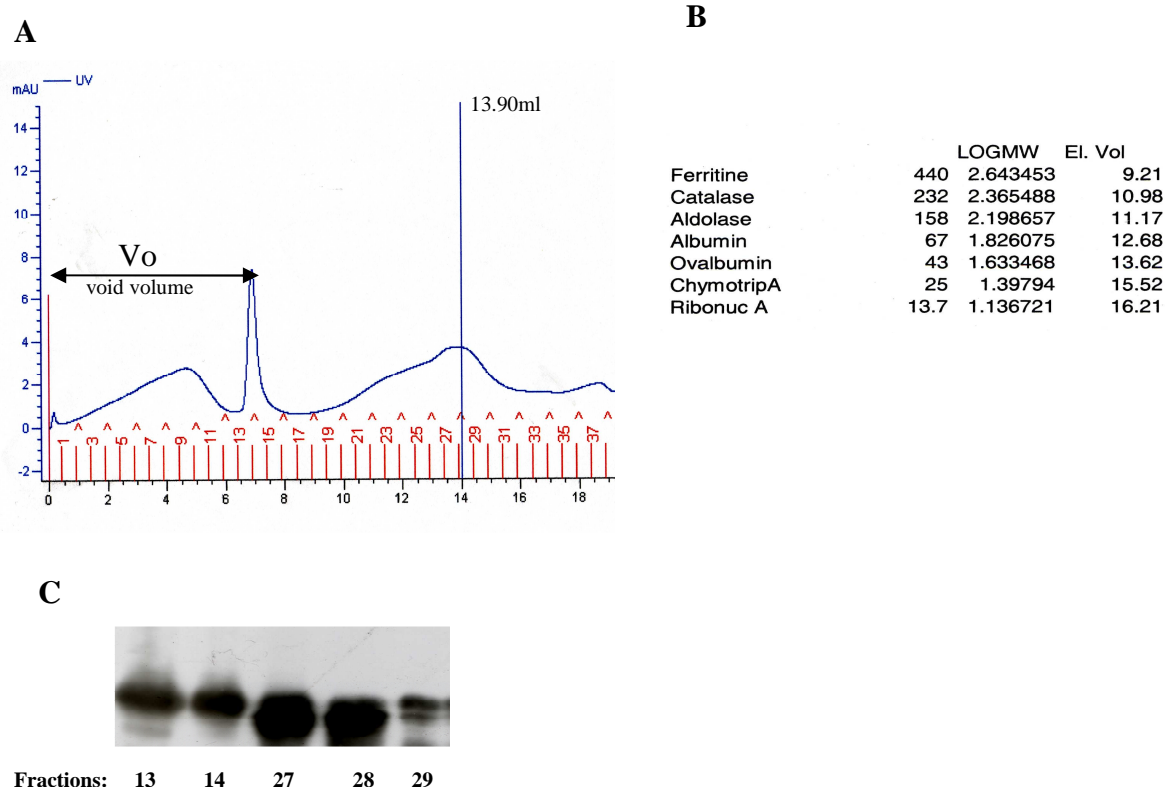 A
mAU
UV
13.90ml
14
12
10
8
6
4
2
0
-2
Vo
void volume
1 3 5 7 9 11 13 15 17 19 21 23 25 27 29 31 33 35 37
0 2 4 6 8 10 12 14 16 18
B
LOGMW El. Vol
Ferritine 440 2.643453 9.21
Catalase 232 2.365488 10.98
Aldolase 158 2.198657 11.17
Albumin 67 1.826075 12.68
Ovalbumin 43 1.633468 13.62
ChymotripA 25 1.39794 15.52
Ribonuc A 13.7 1.136721 16.21
C
Fractions: 13 14 27 28 29